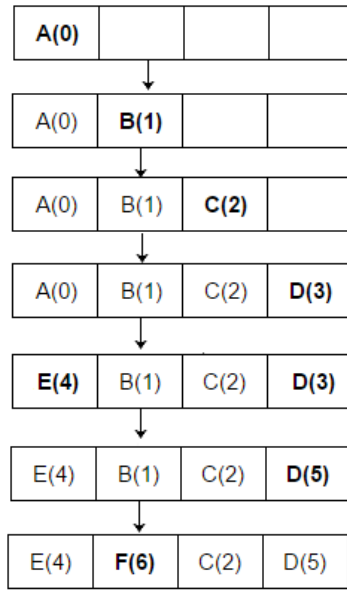 A(0)
A(0) B(1)
A(0) B(1) C(2)
A(0) B(1) C(2) D(3)
E(4) B(1) C(2) D(3)
E(4) B(1) C(2) D(5)
E(4) F(6) C(2) D(5)